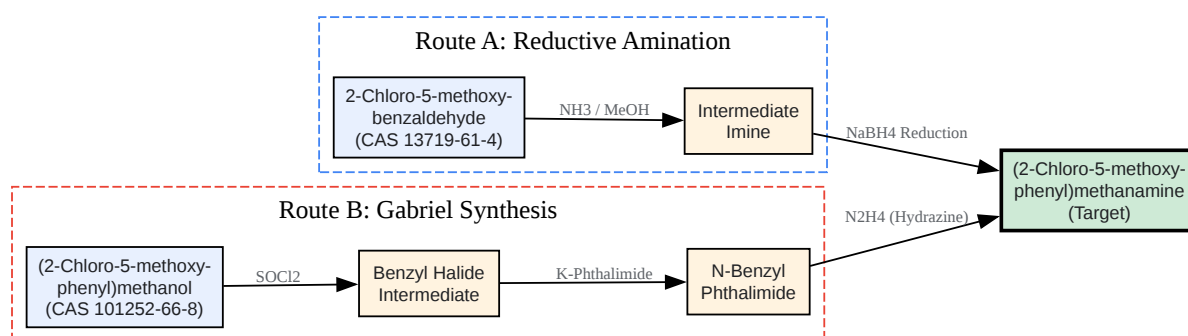 Route A: Reductive Amination
2-Chloro-5-methoxy-
benzaldehyde
(CAS 13719-61-4)
NH3 / MeOH
Intermediate
Imine
NaBH4 Reduction
(2-Chloro-5-methoxy-
phenyl)methanamine
(Target)
Route B: Gabriel Synthesis
(2-Chloro-5-methoxy-
phenyl)methanol
(CAS 101252-66-8)
SOCl2
Benzyl Halide
Intermediate
K-Phthalimide
N-Benzyl
Phthalimide
N2H4 (Hydrazine)